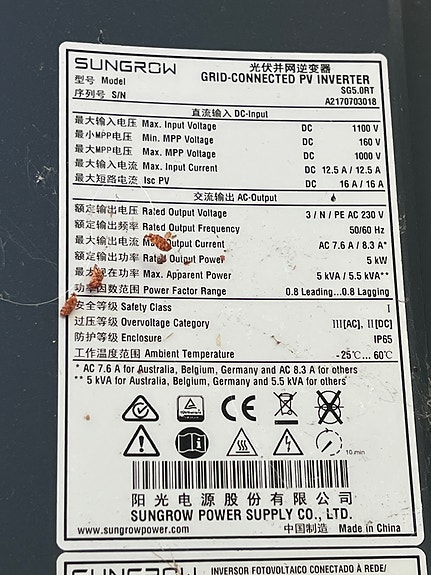 SUNGROW 光伏并网逆变器
型号 Model GRID-CONNECTED PV INVERTER
SG5.0RT
序列号 S/N A2170703018
直流输入 DC-Input
最大输入电压 Max. Input Voltage DC 1100 V
最小MPP电压 Min. MPP Voltage DC 160 V
最大MPP电压 Max. MPP Voltage DC 1000 V
最大输入电流 Max. Input Current DC 12.5 A / 12.5 A
最大短路电流 Isc PV DC 16 A / 16 A
交流输出 AC-Output
额定输出电压 Rated Output Voltage 3 / N / PE AC 230 V
额定输出频率 Rated Output Frequency 50/60 Hz
最大输出电流 Max. Output Current AC 7.6 A / 8.3 A*
额定输出功率 Rated Output Power 5 kW
最大视在功率 Max. Apparent Power 5 kVA / 5.5 kVA**
功率因数范围 Power Factor Range 0.8 Leading...0.8 Lagging
安全等级 Safety Class I
过压等级 Overvoltage Category III[AC], II[DC]
防护等级 Enclosure IP65
工作温度范围 Ambient Temperature -25℃... 60℃
* AC 7.6 A for Australia, Belgium, Germany and AC 8.3 A for others
** 5 kVA for Australia, Belgium, Germany and 5.5 kVA for others
CE
10 min
阳光电源股份有限公司
SUNGROW POWER SUPPLY CO., LTD.
www.sungrowpower.com 中国制造 Made in China
SUNGROW INVERSOR FOTOVOLTAICO CONECTADO À REDE/